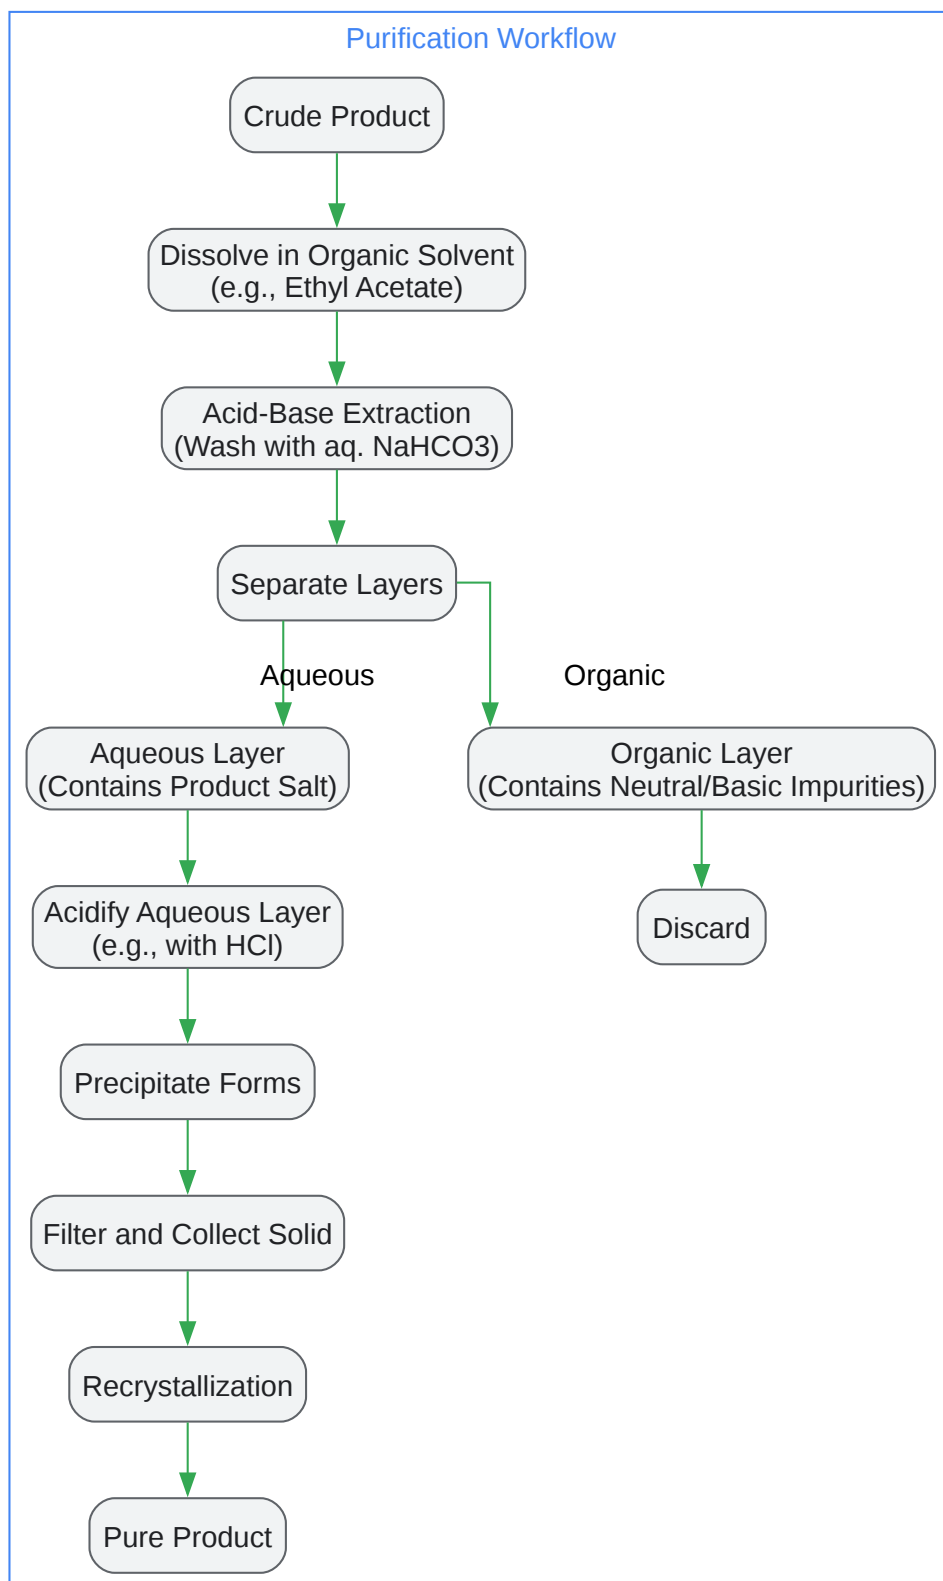 Purification Workflow
Crude Product
Dissolve in Organic Solvent
(e.g., Ethyl Acetate)
Acid-Base Extraction
(Wash with aq. NaHCO3)
Separate Layers
Aqueous
Organic
Aqueous Layer
(Contains Product Salt)
Organic Layer
(Contains Neutral/Basic Impurities)
Acidify Aqueous Layer
(e.g., with HCl)
Discard
Precipitate Forms
Filter and Collect Solid
Recrystallization
Pure Product